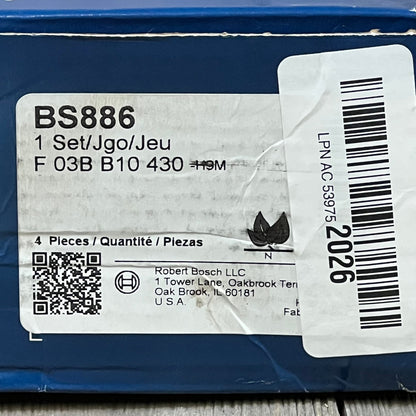 BS886
1 Set/Jgo/Jeu
F 03B B10 430 119M
4 Pieces / Quantité / Piezas
N
Robert Bosch LLC
1 Tower Lane, Oakbrook Terr
Oak Brook, IL 60181
U S A
LPN AC 53975 2026